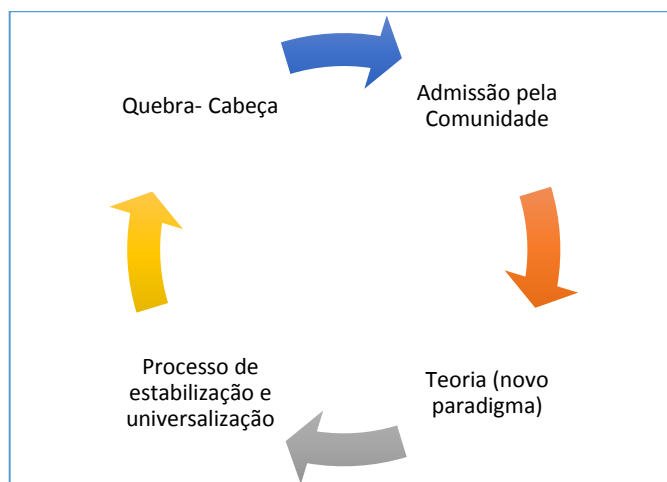 Quebra- Cabeça
Admissão pela
Comunidade
Teoria (novo
paradigma)
Processo de
estabilização e
universalização